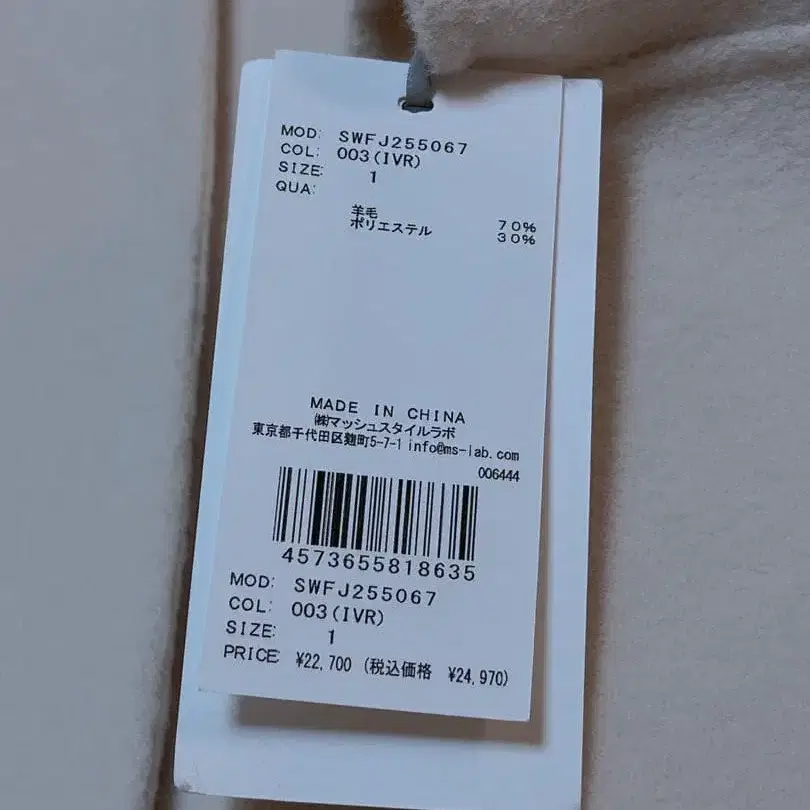 MOD: SWFJ255067
COL: 003(IVR)
SIZE: 1
QUA:
羊毛 70%
ポリエステル 30%
MADE IN CHINA
㈱マッシュスタイルラボ
東京都千代田区麹町5-7-1 info@ms-lab.com
006444
4573655818635
MOD: SWFJ255067
COL: 003(IVR)
SIZE: 1
PRICE: ¥22,700 (税込価格 ¥24,970)